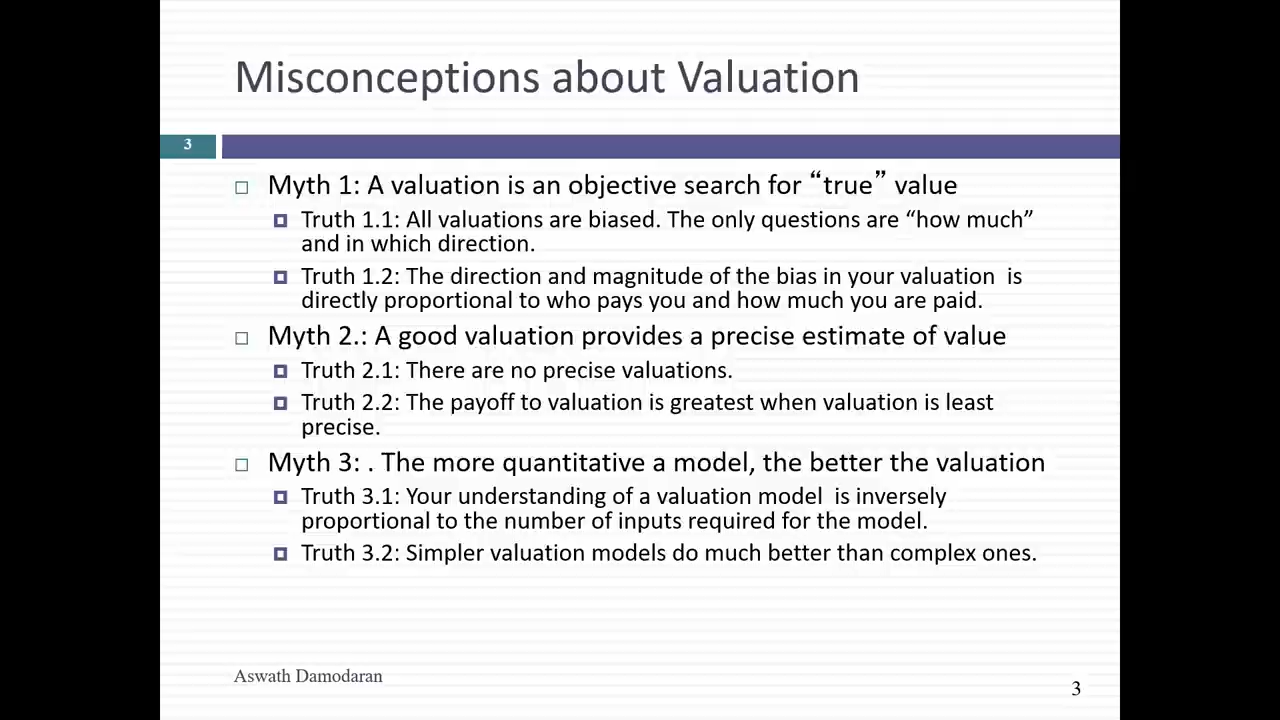 Misconceptions about Valuation
3
Myth 1: A valuation is an objective search for “true” value
Truth 1.1: All valuations are biased. The only questions are “how much”
and in which direction.
Truth 1.2: The direction and magnitude of the bias in your valuation  is
directly proportional to who pays you and how much you are paid.
Myth 2.: A good valuation provides a precise estimate of value
Truth 2.1: There are no precise valuations.
Truth 2.2: The payoff to valuation is greatest when valuation is least
precise.
Myth 3: . The more quantitative a model, the better the valuation
Truth 3.1: Your understanding of a valuation model  is inversely
proportional to the number of inputs required for the model.
Truth 3.2: Simpler valuation models do much better than complex ones.
Aswath Damodaran
3